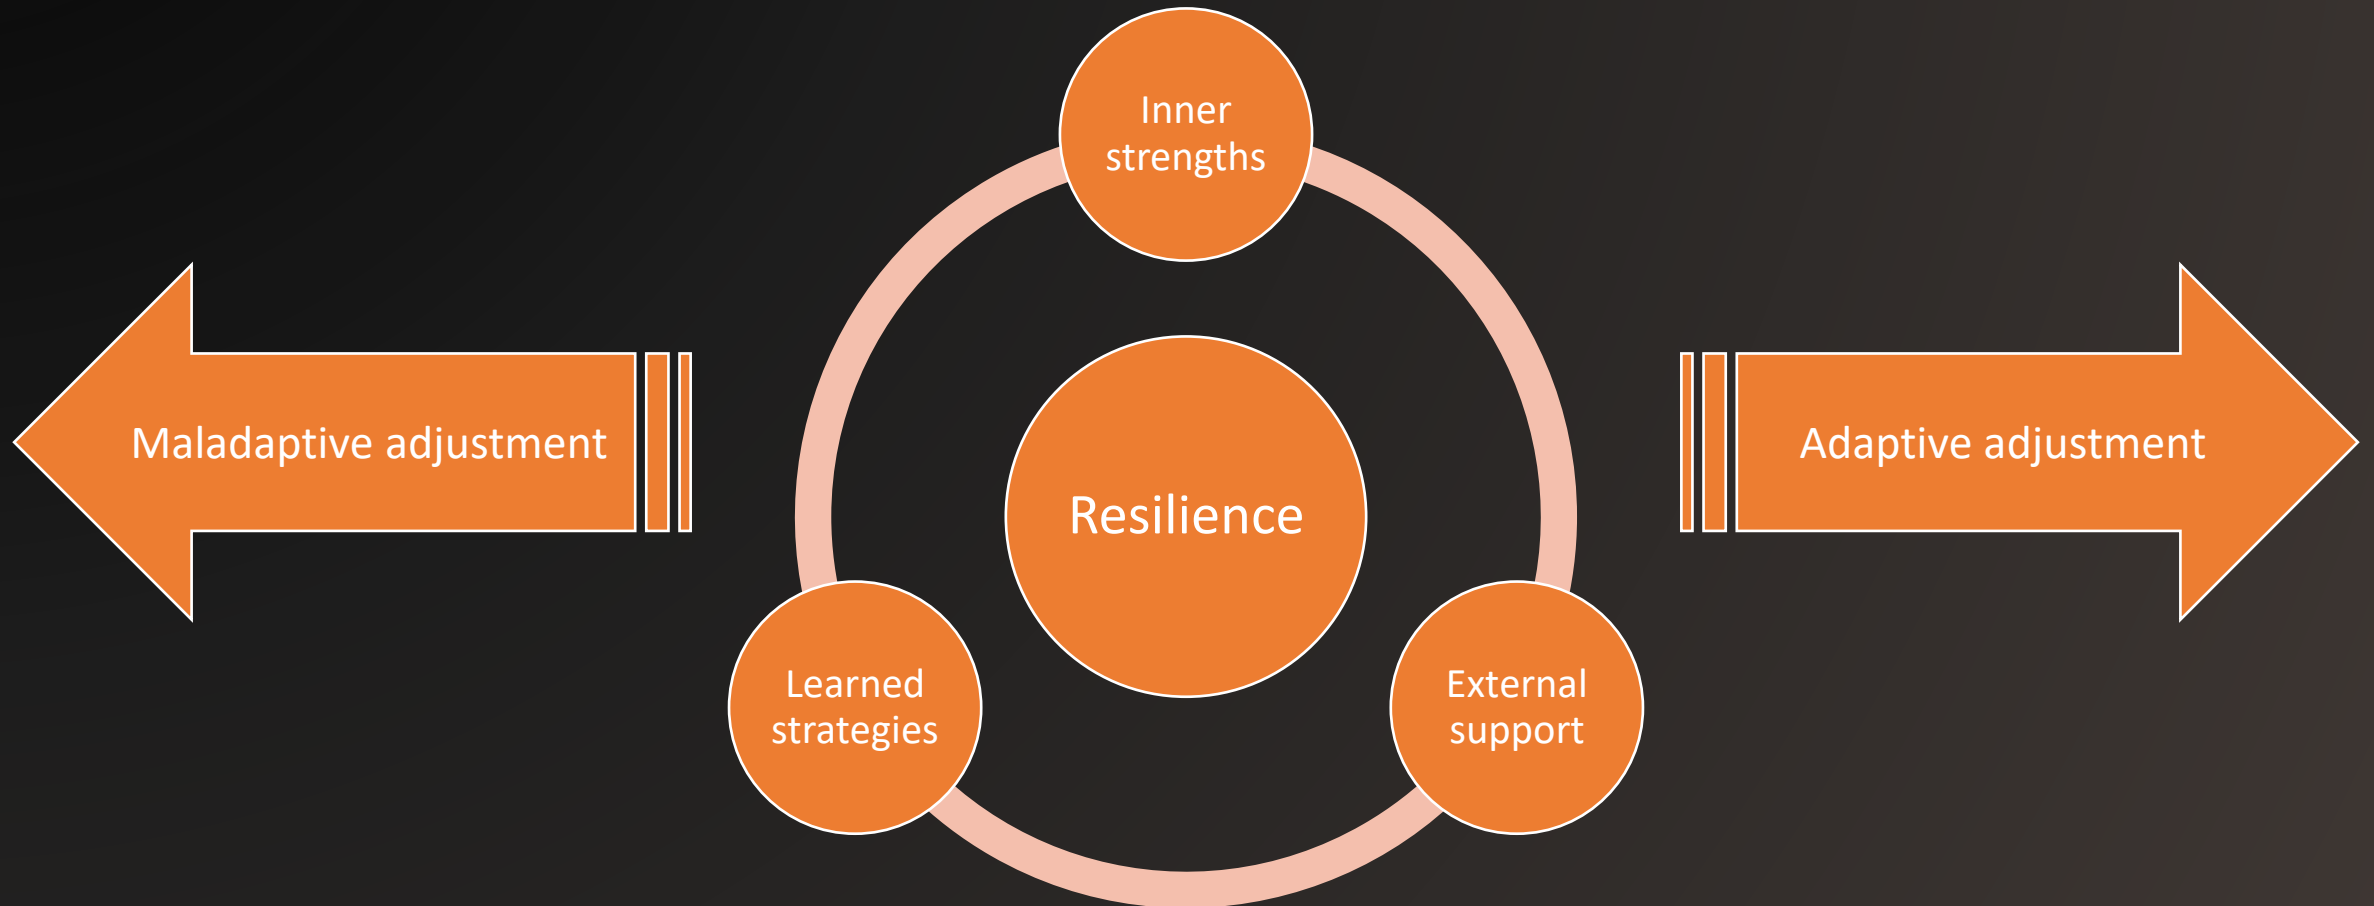 Inner
strengths
Maladaptive adjustment
Adaptive adjustment
Resilience
Learned
strategies
External
support